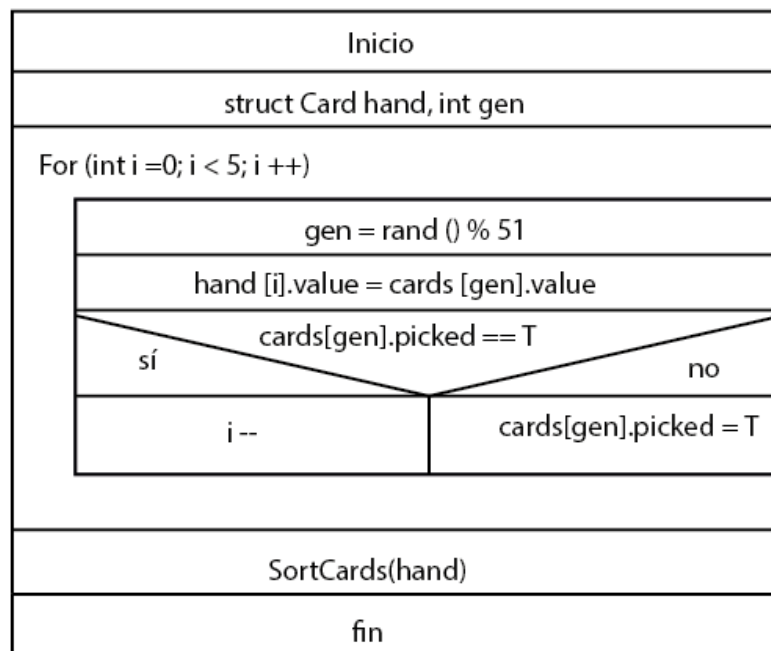 Inicio
struct Card hand, int gen
For (int i =0; i < 5; i ++)
gen = rand () % 51
hand [i].value = cards [gen].value
cards[gen].picked == T
sí
no
i --
cards[gen].picked = T
SortCards(hand)
fin